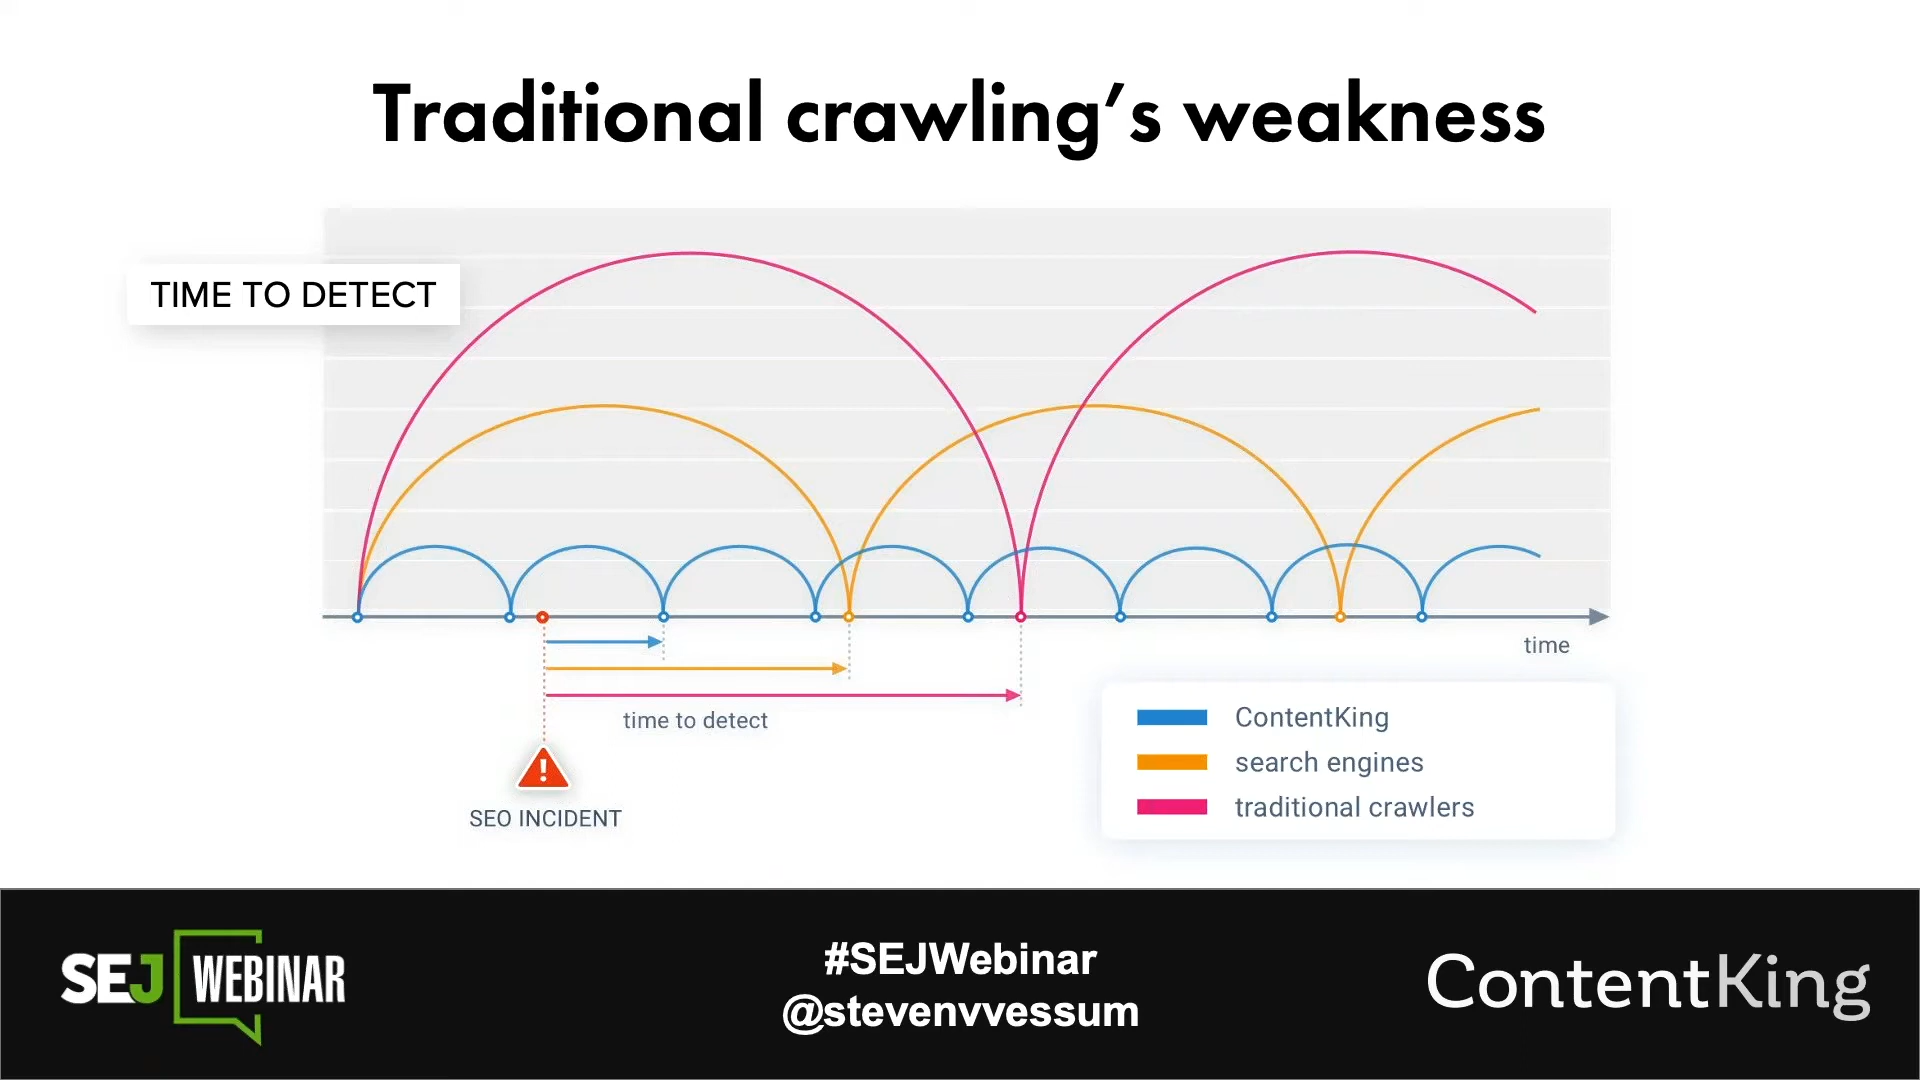 Traditional crawling’s weakness
TIME TO DETECT
time
time to detect
SEO INCIDENT
ContentKing
search engines
traditional crawlers
SEJ WEBINAR
#SEJWebinar
@stevenvvessum
ContentKing